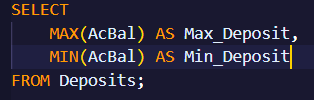 SELECT
MAX(AcBal) AS Max_Deposit,
MIN(AcBal) AS Min_Deposit
FROM Deposits;